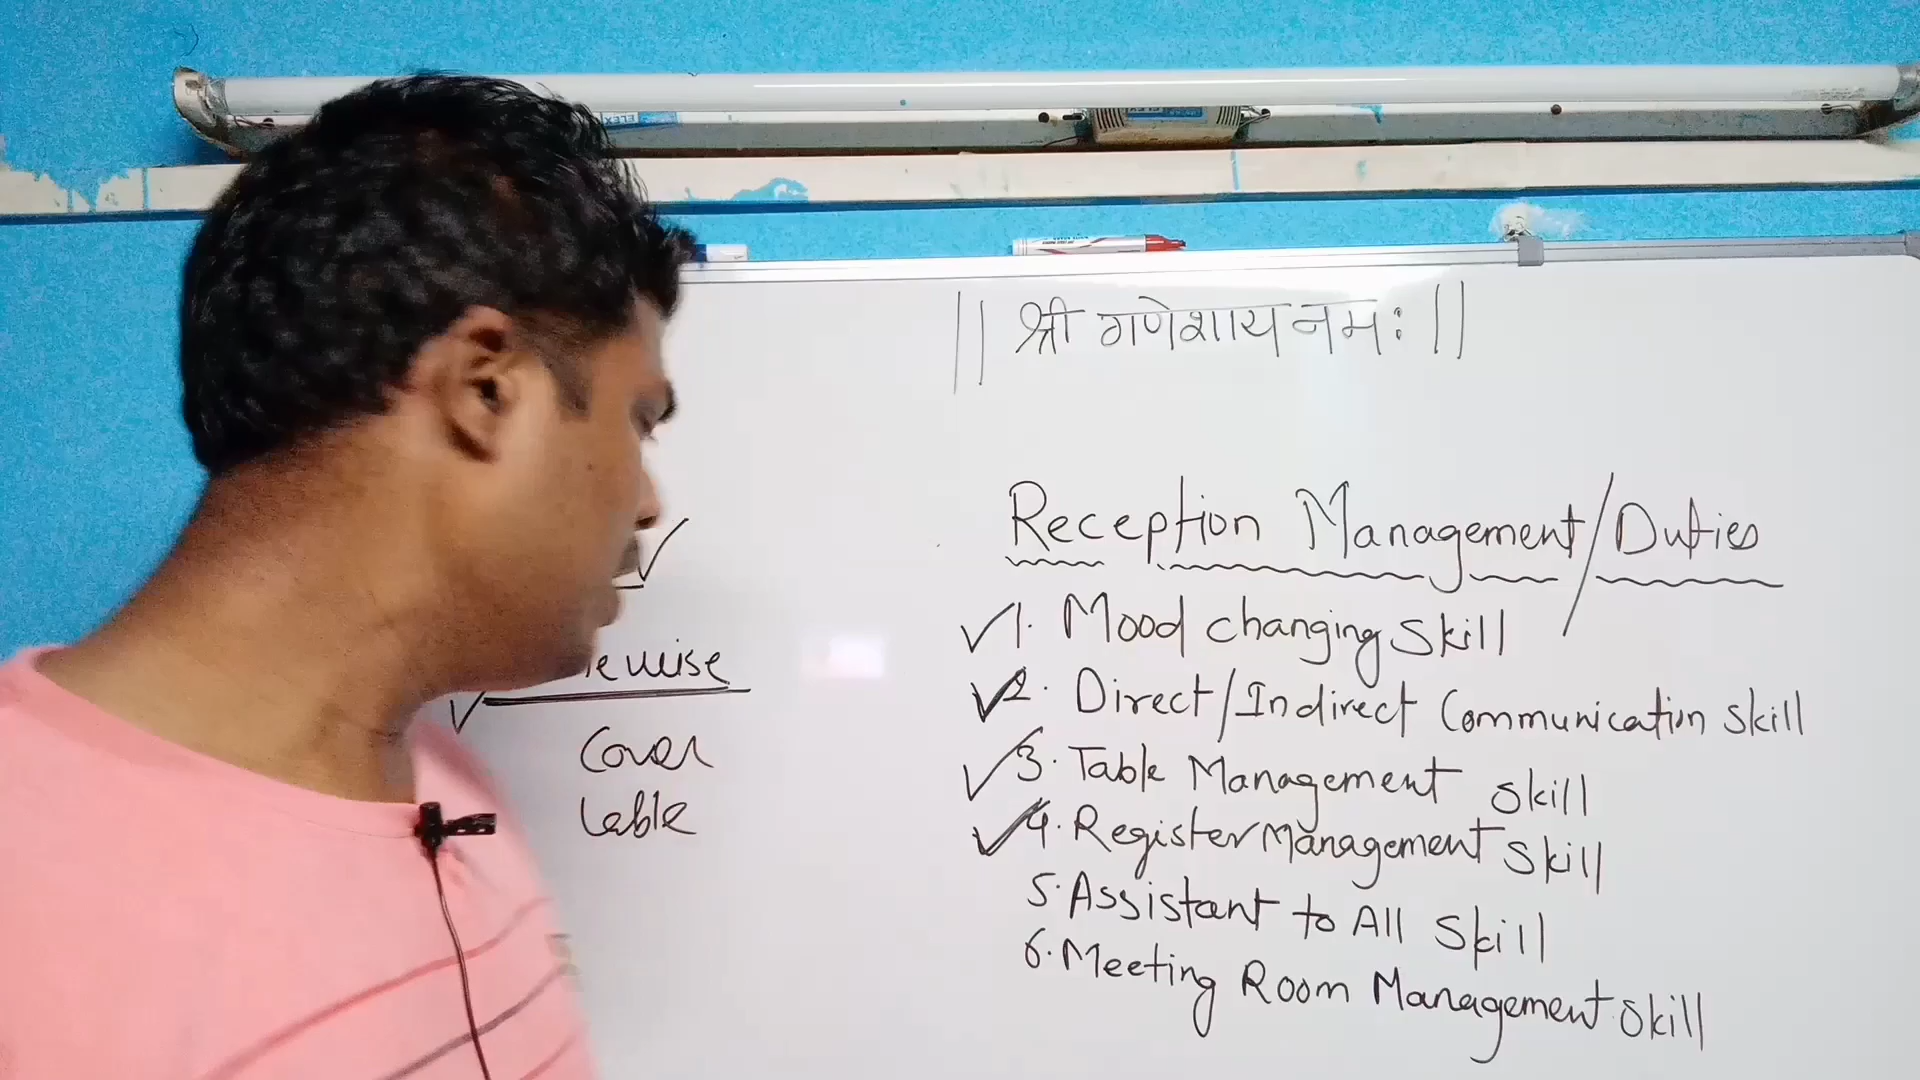 || श्री गणेशाय नमः ||
Reception Management/Duties
1. Mood changing Skill
2. Direct/Indirect Communication Skill
3. Table Management Skill
4. Register Management Skill
5. Assistant to All Skill
6. Meeting Room Management Skill
Cover
Lable